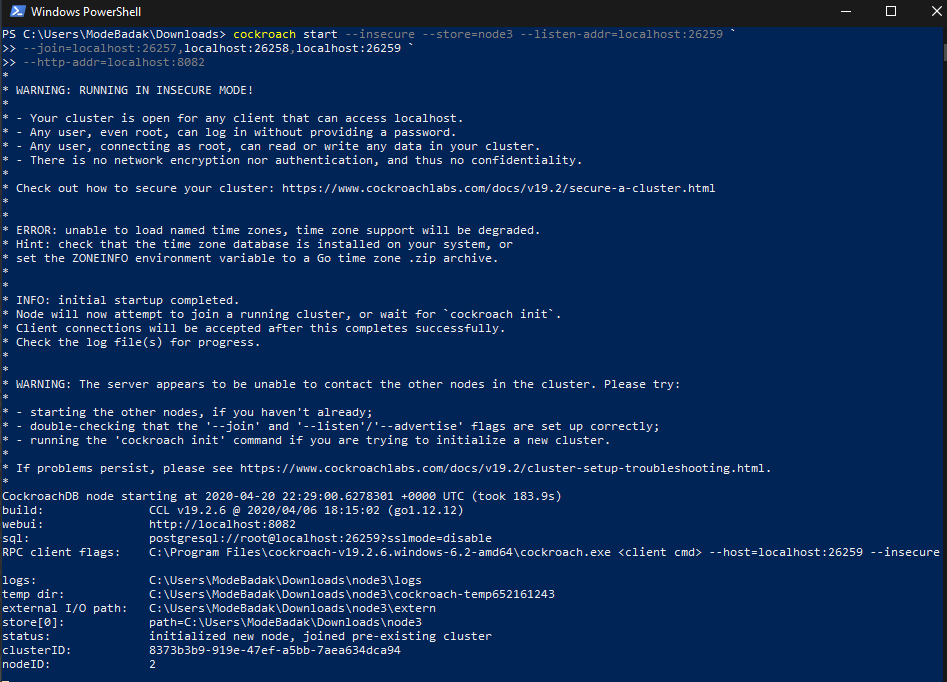 Windows PowerShell
PS C:\Users\ModeBadak\Downloads> cockroach start --insecure --store=node3 --listen-addr=localhost:26259 `
>> --join=localhost:26257,localhost:26258,localhost:26259 `
>> --http-addr=localhost:8082
*
* WARNING: RUNNING IN INSECURE MODE!
*
* - Your cluster is open for any client that can access localhost.
* - Any user, even root, can log in without providing a password.
* - Any user, connecting as root, can read or write any data in your cluster.
* - There is no network encryption nor authentication, and thus no confidentiality.
*
* Check out how to secure your cluster: https://www.cockroachlabs.com/docs/v19.2/secure-a-cluster.html
*
*
* ERROR: unable to load named time zones, time zone support will be degraded.
* Hint: check that the time zone database is installed on your system, or
* set the ZONEINFO environment variable to a Go time zone .zip archive.
*
*
* INFO: initial startup completed.
* Node will now attempt to join a running cluster, or wait for `cockroach init`.
* Client connections will be accepted after this completes successfully.
* Check the log file(s) for progress.
*
*
* WARNING: The server appears to be unable to contact the other nodes in the cluster. Please try:
*
* - starting the other nodes, if you haven't already;
* - double-checking that the '--join' and '--listen'/'--advertise' flags are set up correctly;
* - running the 'cockroach init' command if you are trying to initialize a new cluster.
*
* If problems persist, please see https://www.cockroachlabs.com/docs/v19.2/cluster-setup-troubleshooting.html.
*
CockroachDB node starting at 2020-04-20 22:29:00.6278301 +0000 UTC (took 183.9s)
build:               CCL v19.2.6 @ 2020/04/06 18:15:02 (go1.12.12)
webui:               http://localhost:8082
sql:                 postgresql://root@localhost:26259?sslmode=disable
RPC client flags:    C:\Program Files\cockroach-v19.2.6.windows-6.2-amd64\cockroach.exe <client cmd> --host=localhost:26259 --insecure
logs:                C:\Users\ModeBadak\Downloads\node3\logs
temp dir:            C:\Users\ModeBadak\Downloads\node3\cockroach-temp652161243
external I/O path:   C:\Users\ModeBadak\Downloads\node3\extern
store[0]:            path=C:\Users\ModeBadak\Downloads\node3
status:              initialized new node, joined pre-existing cluster
clusterID:           8373b3b9-919e-47ef-a5bb-7aea634dca94
nodeID:              2